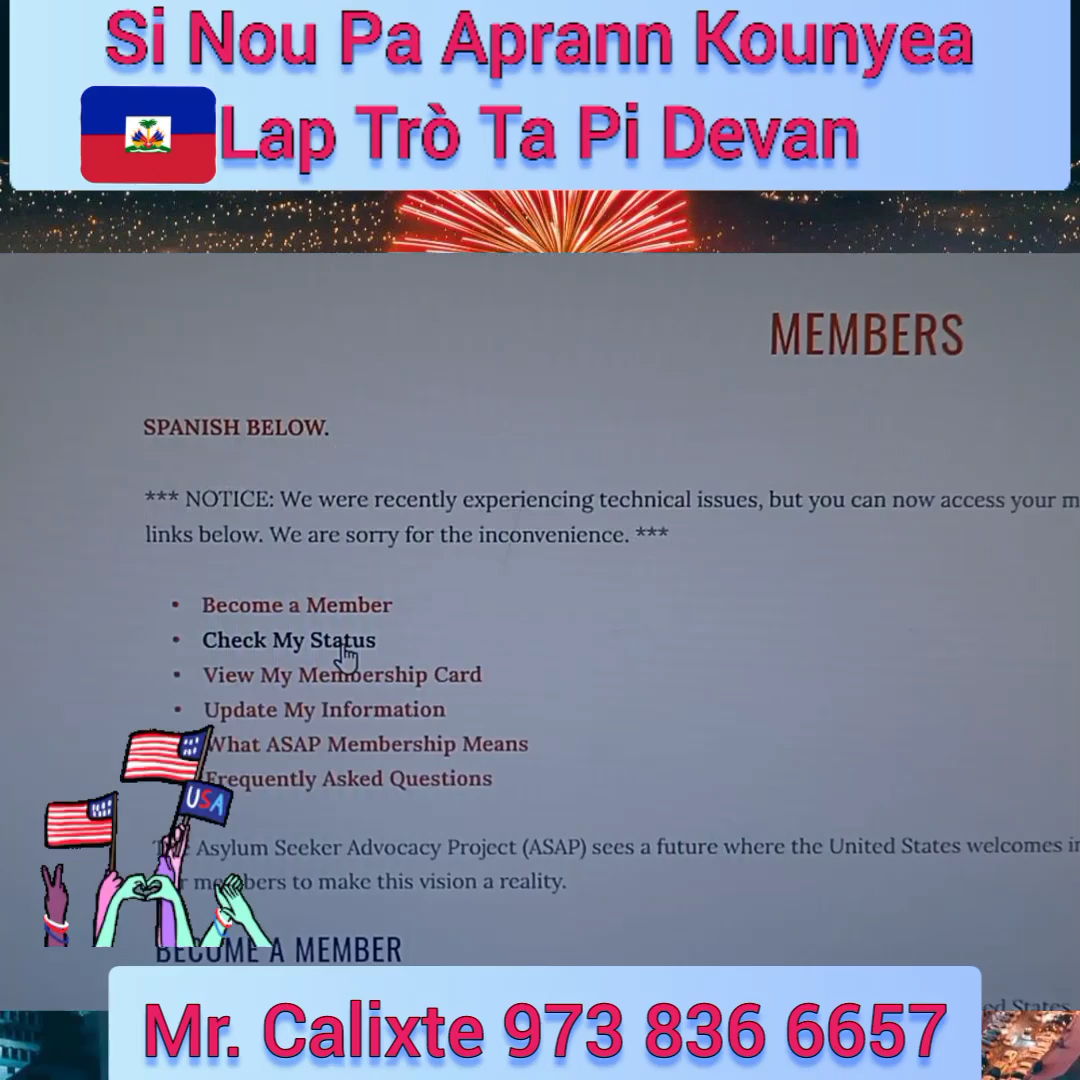 Si Nou Pa Aprann Kounyea
Lap Trò Ta Pi Devan
MEMBERS
SPANISH BELOW.
*** NOTICE: We were recently experiencing technical issues, but you can now access your
links below. We are sorry for the inconvenience. ***
• Become a Member
• Check My Status
• View My Membership Card
• Update My Information
What ASAP Membership Means
Frequently Asked Questions
USA
Asylum Seeker Advocacy Project (ASAP) sees a future where the United States welcomes
members to make this vision a reality.
BECOME A MEMBER
States
Mr. Calixte 973 836 6657